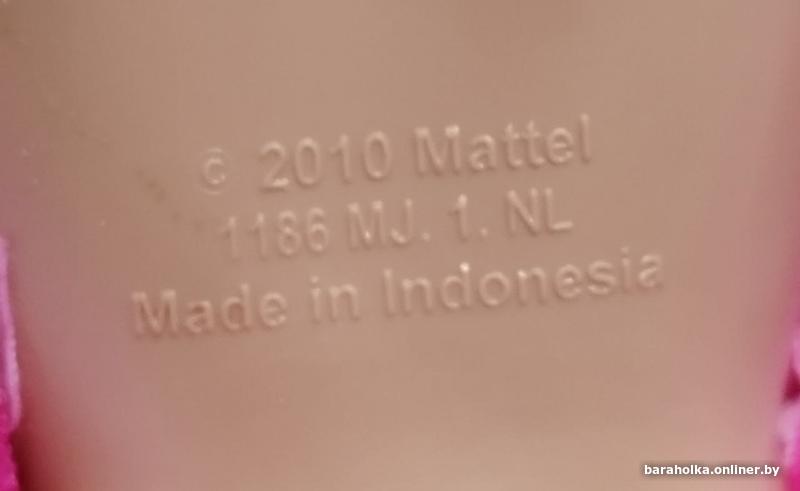 © 2010 Mattel
1186 MJ. 1. NL
Made in Indonesia
baraholka.onliner.by